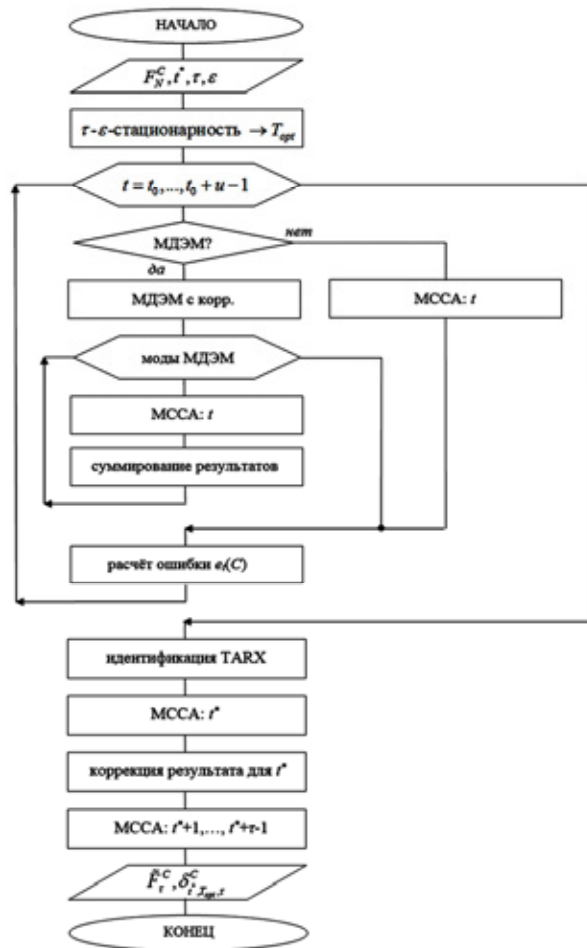 НАЧАЛО
F_N^C, t*, τ, ε
τ-ε-стационарность → T_opt
t = t_0,...,t_0 + u − 1
МДЭМ?
нет
да
МДЭМ с корр.
МССА: t
моды МДЭМ
МССА: t
суммирование результатов
расчёт ошибки e_t(C)
идентификация TARX
МССА: t*
коррекция результата для t*
МССА: t*+1,..., t*+τ-1
F̃_τ^C, δ^C_{t*,T_opt,τ}
КОНЕЦ